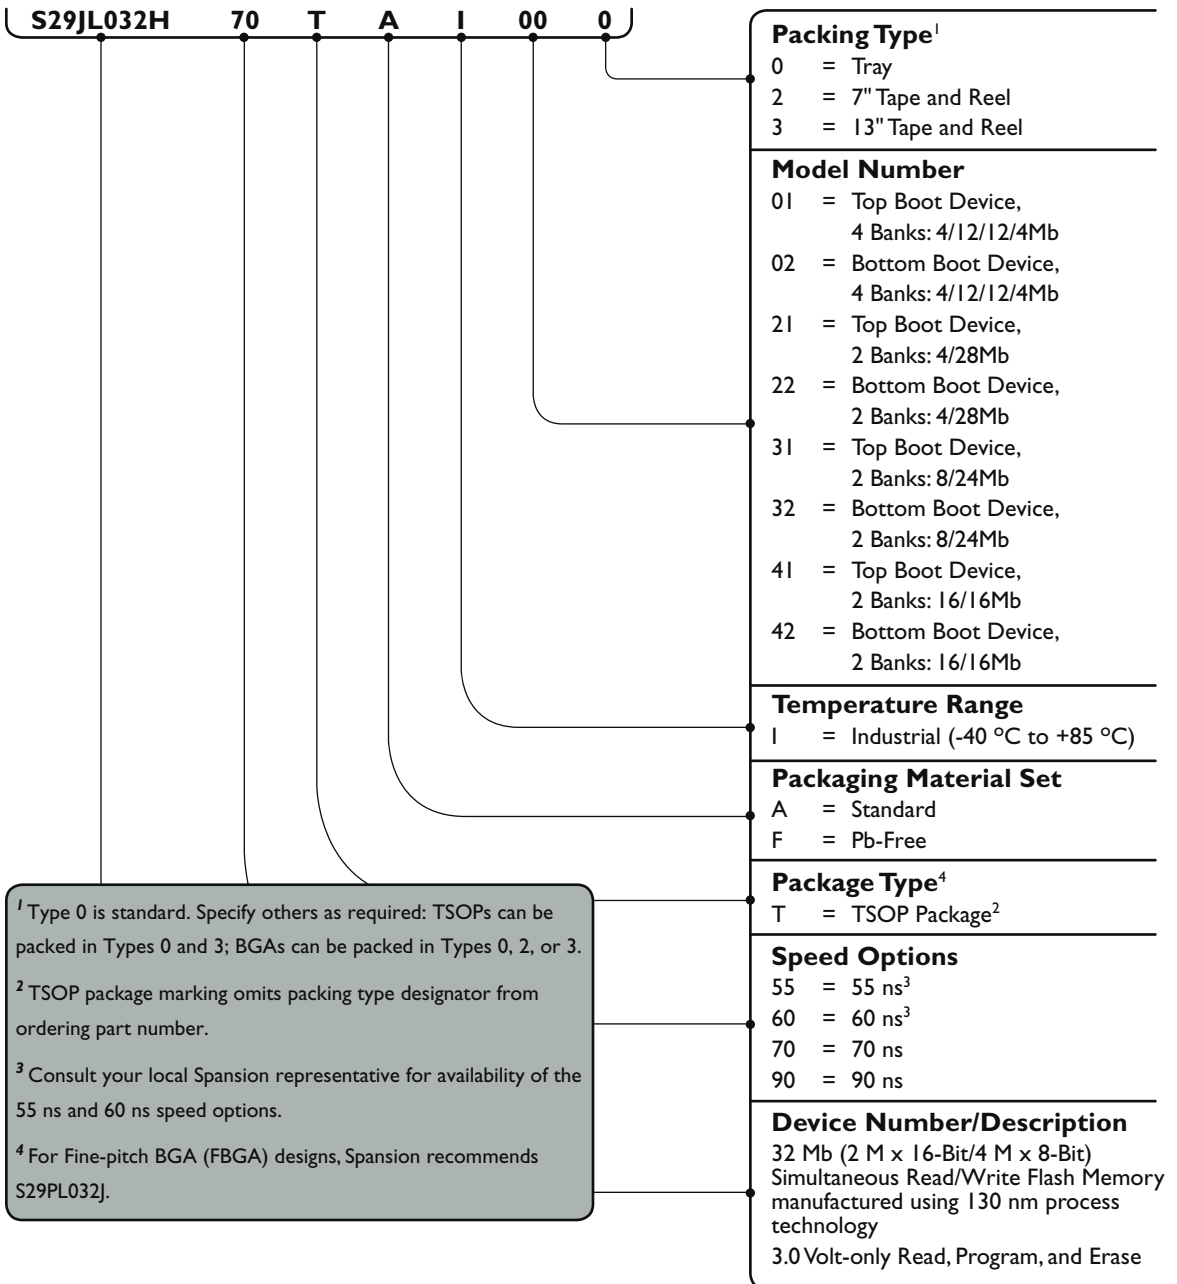 S29JL032H 70 T A I 00 0
Packing Type1
0 = Tray
2 = 7" Tape and Reel
3 = 13" Tape and Reel
Model Number
01 = Top Boot Device,
4 Banks: 4/12/12/4Mb
02 = Bottom Boot Device,
4 Banks: 4/12/12/4Mb
21 = Top Boot Device,
2 Banks: 4/28Mb
22 = Bottom Boot Device,
2 Banks: 4/28Mb
31 = Top Boot Device,
2 Banks: 8/24Mb
32 = Bottom Boot Device,
2 Banks: 8/24Mb
41 = Top Boot Device,
2 Banks: 16/16Mb
42 = Bottom Boot Device,
2 Banks: 16/16Mb
Temperature Range
I = Industrial (-40 °C to +85 °C)
Packaging Material Set
A = Standard
F = Pb-Free
Package Type4
T = TSOP Package2
Speed Options
55 = 55 ns3
60 = 60 ns3
70 = 70 ns
90 = 90 ns
Device Number/Description
32 Mb (2 M x 16-Bit/4 M x 8-Bit)
Simultaneous Read/Write Flash Memory
manufactured using 130 nm process
technology
3.0 Volt-only Read, Program, and Erase
1 Type 0 is standard. Specify others as required: TSOPs can be
packed in Types 0 and 3; BGAs can be packed in Types 0, 2, or 3.
2 TSOP package marking omits packing type designator from
ordering part number.
3 Consult your local Spansion representative for availability of the
55 ns and 60 ns speed options.
4 For Fine-pitch BGA (FBGA) designs, Spansion recommends
S29PL032J.